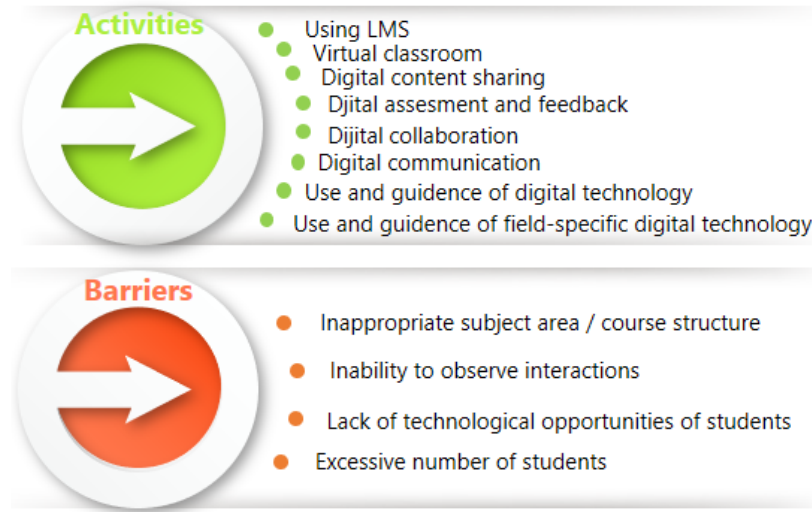 Activities
Using LMS
Virtual classroom
Digital content sharing
Djital assesment and feedback
Dijital collaboration
Digital communication
Use and guidence of digital technology
Use and guidence of field-specific digital technology
Barriers
Inappropriate subject area / course structure
Inability to observe interactions
Lack of technological opportunities of students
Excessive number of students